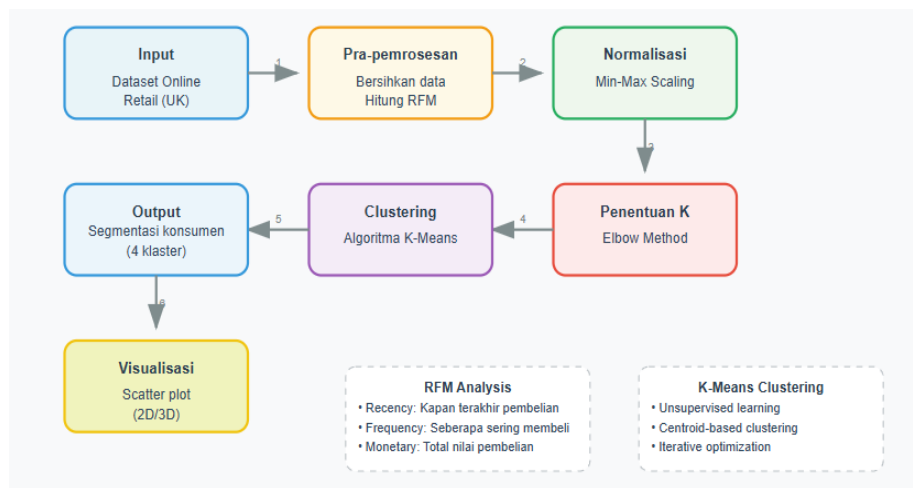 Input
Dataset Online
Retail (UK)
1
Pra-pemrosesan
Bersihkan data
Hitung RFM
2
Normalisasi
Min-Max Scaling
3
Penentuan K
Elbow Method
4
Clustering
Algoritma K-Means
5
Output
Segmentasi konsumen
(4 klaster)
6
Visualisasi
Scatter plot
(2D/3D)
RFM Analysis
• Recency: Kapan terakhir pembelian
• Frequency: Seberapa sering membeli
• Monetary: Total nilai pembelian
K-Means Clustering
• Unsupervised learning
• Centroid-based clustering
• Iterative optimization